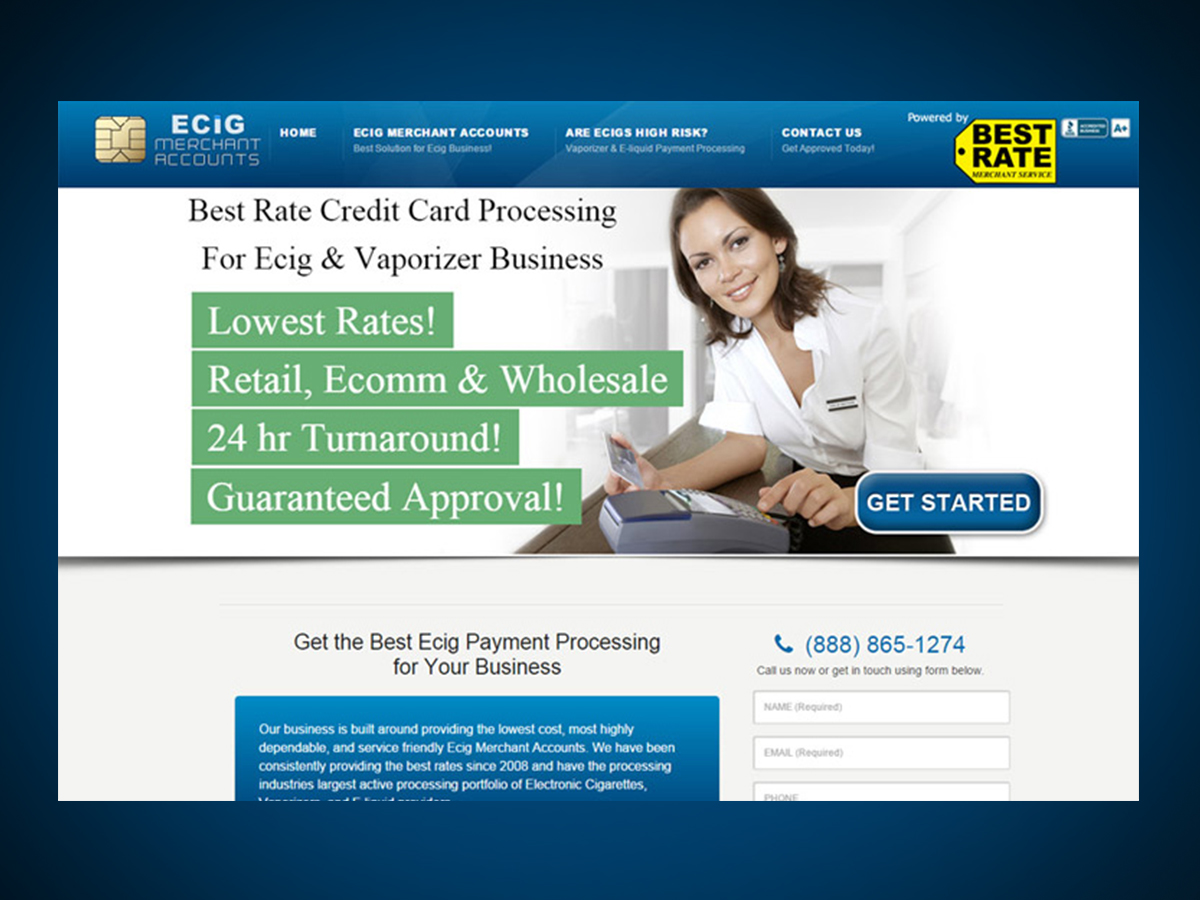 ECiG
MERCHANT
ACCOUNTS
HOME
ECIG MERCHANT ACCOUNTS
Best Solution for Ecig Business!
ARE ECIGS HIGH RISK?
Vaporizer & E-liquid Payment Processing
CONTACT US
Get Approved Today!
Powered by
BEST
RATE
MERCHANT SERVICE
ACCREDITED
BUSINESS
A+
Best Rate Credit Card Processing
For Ecig & Vaporizer Business
Lowest Rates!
Retail, Ecomm & Wholesale
24 hr Turnaround!
Guaranteed Approval!
GET STARTED
Get the Best Ecig Payment Processing
for Your Business
Our business is built around providing the lowest cost, most highly
dependable, and service friendly Ecig Merchant Accounts. We have been
consistently providing the best rates since 2008 and have the processing
industries largest active processing portfolio of Electronic Cigarettes,
Vaporizers, and E-liquid providers.
(888) 865-1274
Call us now or get in touch using form below.
NAME (Required)
EMAIL (Required)
PHONE